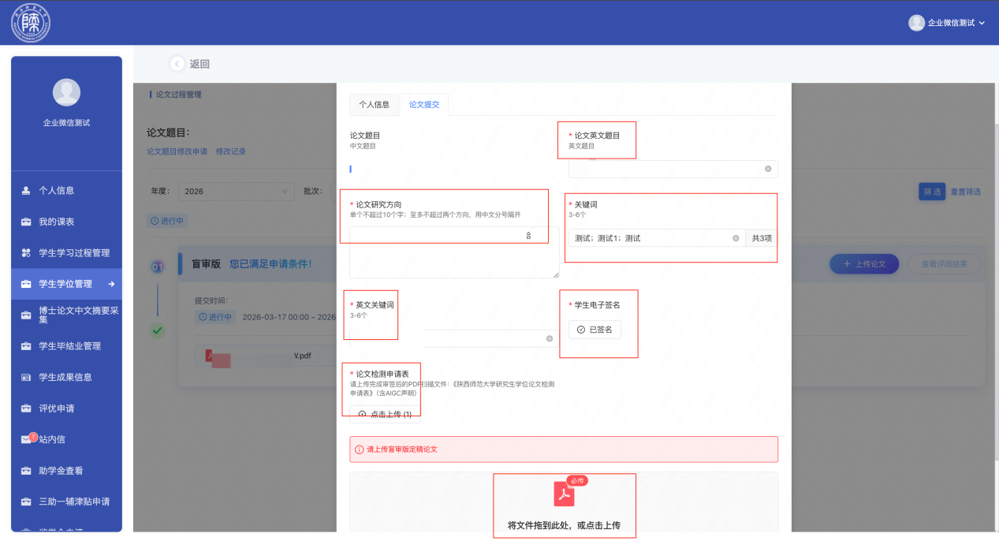 企业微信测试
返回
企业微信测试
个人信息
我的课表
学生学习过程管理
学生学位管理
博士论文中文摘要采
集
学生毕结业管理
学生成果信息
评优申请
7
站内信
助学金查看
三助一辅津贴申请
论文过程管理
论文题目：
论文题目修改申请 修改记录
年度： 2026 批次：
筛 选 重置筛选
进行中
01
盲审版 您已满足申请条件！
+ 上传论文 查看评阅结果
提交时间：
进行中 2026-03-17 00:00 ~ 2026
V.pdf
个人信息 论文提交
论文题目
中文题目
* 论文英文题目
英文题目
* 论文研究方向
单个不超过10个字；至多不超过两个方向，用中文分号隔开
* 关键词
3-6个
测试；测试1；测试 共3项
* 英文关键词
3-6个
* 学生电子签名
已签名
* 论文检测申请表
请上传完成审签后的PDF扫描文件：《陕西师范大学研究生学位论文检测
申请表》（含AIGC声明）
点击上传 (1)
请上传盲审版定稿论文
必传
将文件拖到此处，或点击上传